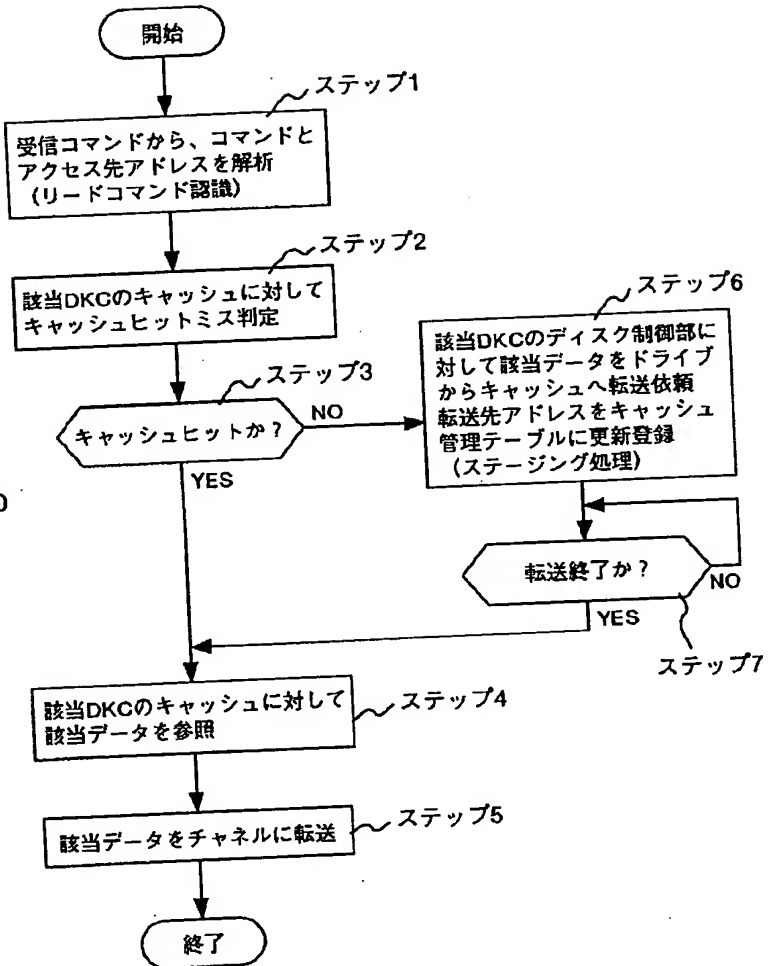 開始
ステップ1
受信コマンドから、コマンドと
アクセス先アドレスを解析
(リードコマンド認識)
ステップ2
該当DKCのキャッシュに対して
キャッシュヒットミス判定
ステップ3
キャッシュヒットか?
NO
YES
ステップ6
該当DKCのディスク制御部に
対して該当データをドライブ
からキャッシュへ転送依頼
転送先アドレスをキャッシュ
管理テーブルに更新登録
(ステージング処理)
転送終了か?
NO
YES
ステップ7
ステップ4
該当DKCのキャッシュに対して
該当データを参照
ステップ5
該当データをチャネルに転送
終了